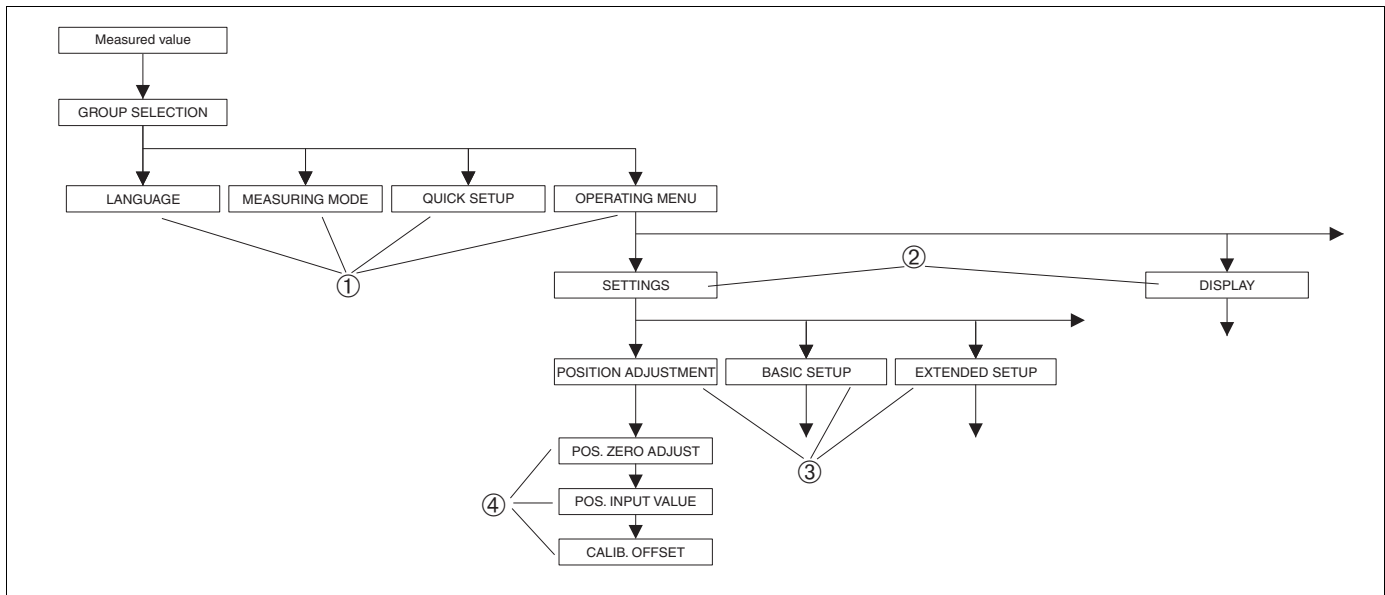 Measured value
GROUP SELECTION
LANGUAGE
MEASURING MODE
QUICK SETUP
OPERATING MENU
①
②
SETTINGS
DISPLAY
POSITION ADJUSTMENT
BASIC SETUP
EXTENDED SETUP
③
POS. ZERO ADJUST
④
POS. INPUT VALUE
CALIB. OFFSET